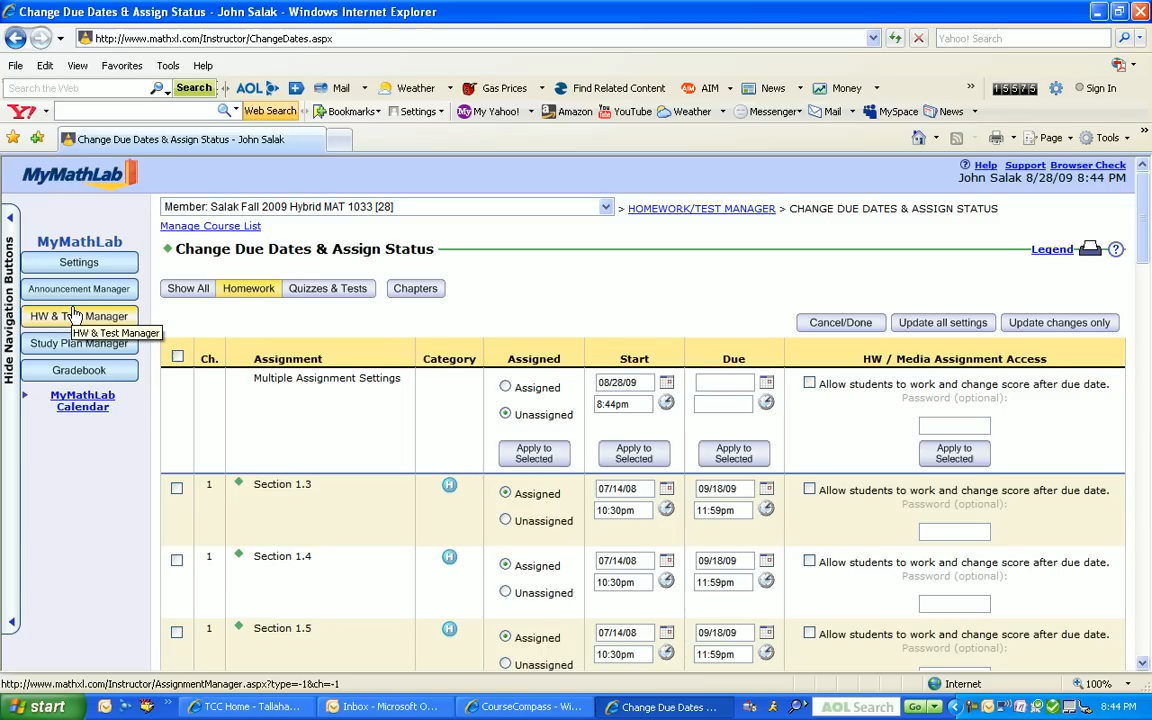 Change Due Dates & Assign Status - John Salak - Windows Internet Explorer
http://www.mathxl.com/Instructor/ChangeDates.aspx
Yahoo! Search
File Edit View Favorites Tools Help
Search the Web Search AOL Mail Weather Gas Prices Find Related Content AIM News Money » 15575 Sign In
Y! Web Search Bookmarks Settings My Yahoo! Amazon YouTube Weather Messenger Mail MySpace News »
Change Due Dates & Assign Status - John Salak
Page Tools »
MyMathLab
Help Support Browser Check
John Salak 8/28/09 8:44 PM
Hide Navigation Buttons
MyMathLab
Settings
Announcement Manager
HW & Test Manager
HW & Test Manager
Study Plan Manager
Gradebook
MyMathLab
Calendar
Member: Salak Fall 2009 Hybrid MAT 1033 [28] > HOMEWORK/TEST MANAGER > CHANGE DUE DATES & ASSIGN STATUS
Manage Course List
Change Due Dates & Assign Status
Legend ?
Show All Homework Quizzes & Tests Chapters
Cancel/Done Update all settings Update changes only
Ch. Assignment Category Assigned Start Due HW / Media Assignment Access
Multiple Assignment Settings Assigned 08/28/09 Allow students to work and change score after due date.
Password (optional):
Unassigned 8:44pm
Apply to Selected Apply to Selected Apply to Selected Apply to Selected
1 Section 1.3 H Assigned 07/14/08 09/18/09 Allow students to work and change score after due date.
Password (optional):
Unassigned 10:30pm 11:59pm
1 Section 1.4 H Assigned 07/14/08 09/18/09 Allow students to work and change score after due date.
Password (optional):
Unassigned 10:30pm 11:59pm
1 Section 1.5 H Assigned 07/14/08 09/18/09 Allow students to work and change score after due date.
Password (optional):
Unassigned 10:30pm 11:59pm
http://www.mathxl.com/Instructor/AssignmentManager.aspx?type=-1&ch=-1 Internet 100%
start TCC Home - Tallaha... Inbox - Microsoft O... CourseCompass - Wi... Change Due Dates ... AOL Search Go 8:44 PM